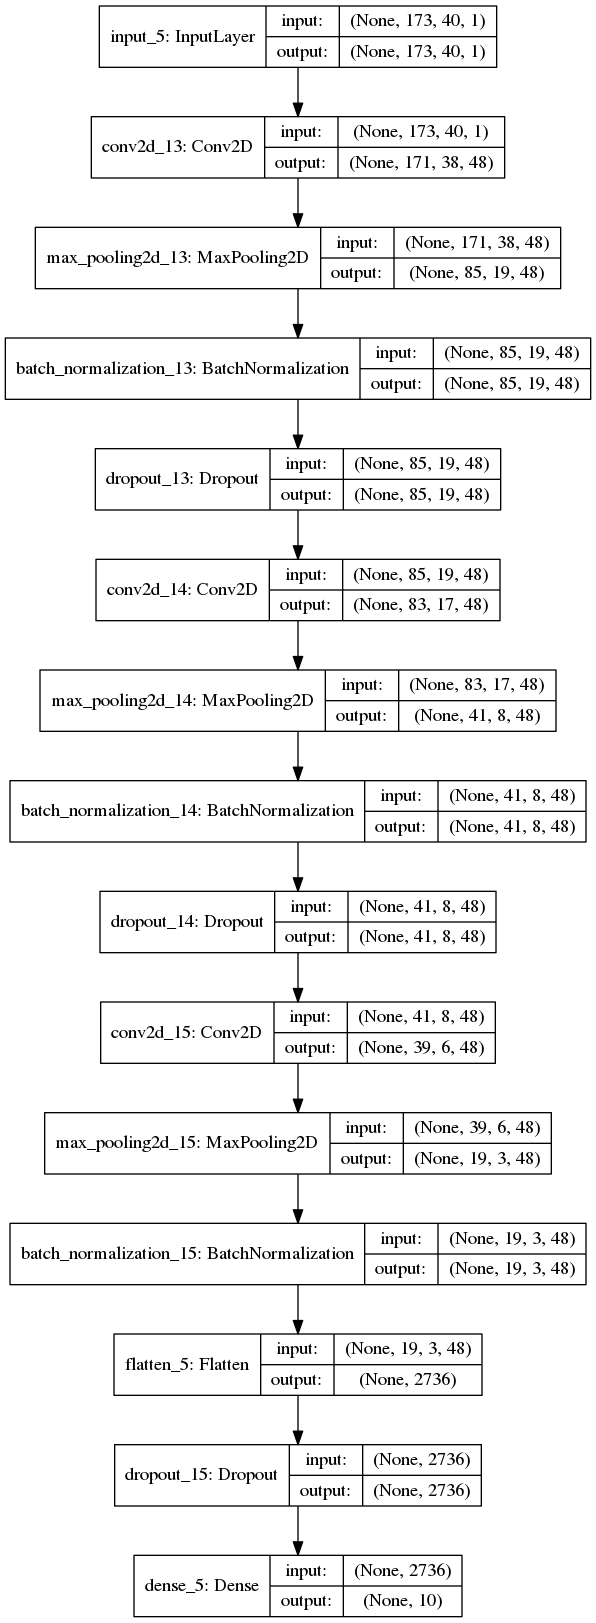 input_5: InputLayer
input: (None, 173, 40, 1)
output: (None, 173, 40, 1)
conv2d_13: Conv2D
input: (None, 173, 40, 1)
output: (None, 171, 38, 48)
max_pooling2d_13: MaxPooling2D
input: (None, 171, 38, 48)
output: (None, 85, 19, 48)
batch_normalization_13: BatchNormalization
input: (None, 85, 19, 48)
output: (None, 85, 19, 48)
dropout_13: Dropout
input: (None, 85, 19, 48)
output: (None, 85, 19, 48)
conv2d_14: Conv2D
input: (None, 85, 19, 48)
output: (None, 83, 17, 48)
max_pooling2d_14: MaxPooling2D
input: (None, 83, 17, 48)
output: (None, 41, 8, 48)
batch_normalization_14: BatchNormalization
input: (None, 41, 8, 48)
output: (None, 41, 8, 48)
dropout_14: Dropout
input: (None, 41, 8, 48)
output: (None, 41, 8, 48)
conv2d_15: Conv2D
input: (None, 41, 8, 48)
output: (None, 39, 6, 48)
max_pooling2d_15: MaxPooling2D
input: (None, 39, 6, 48)
output: (None, 19, 3, 48)
batch_normalization_15: BatchNormalization
input: (None, 19, 3, 48)
output: (None, 19, 3, 48)
flatten_5: Flatten
input: (None, 19, 3, 48)
output: (None, 2736)
dropout_15: Dropout
input: (None, 2736)
output: (None, 2736)
dense_5: Dense
input: (None, 2736)
output: (None, 10)